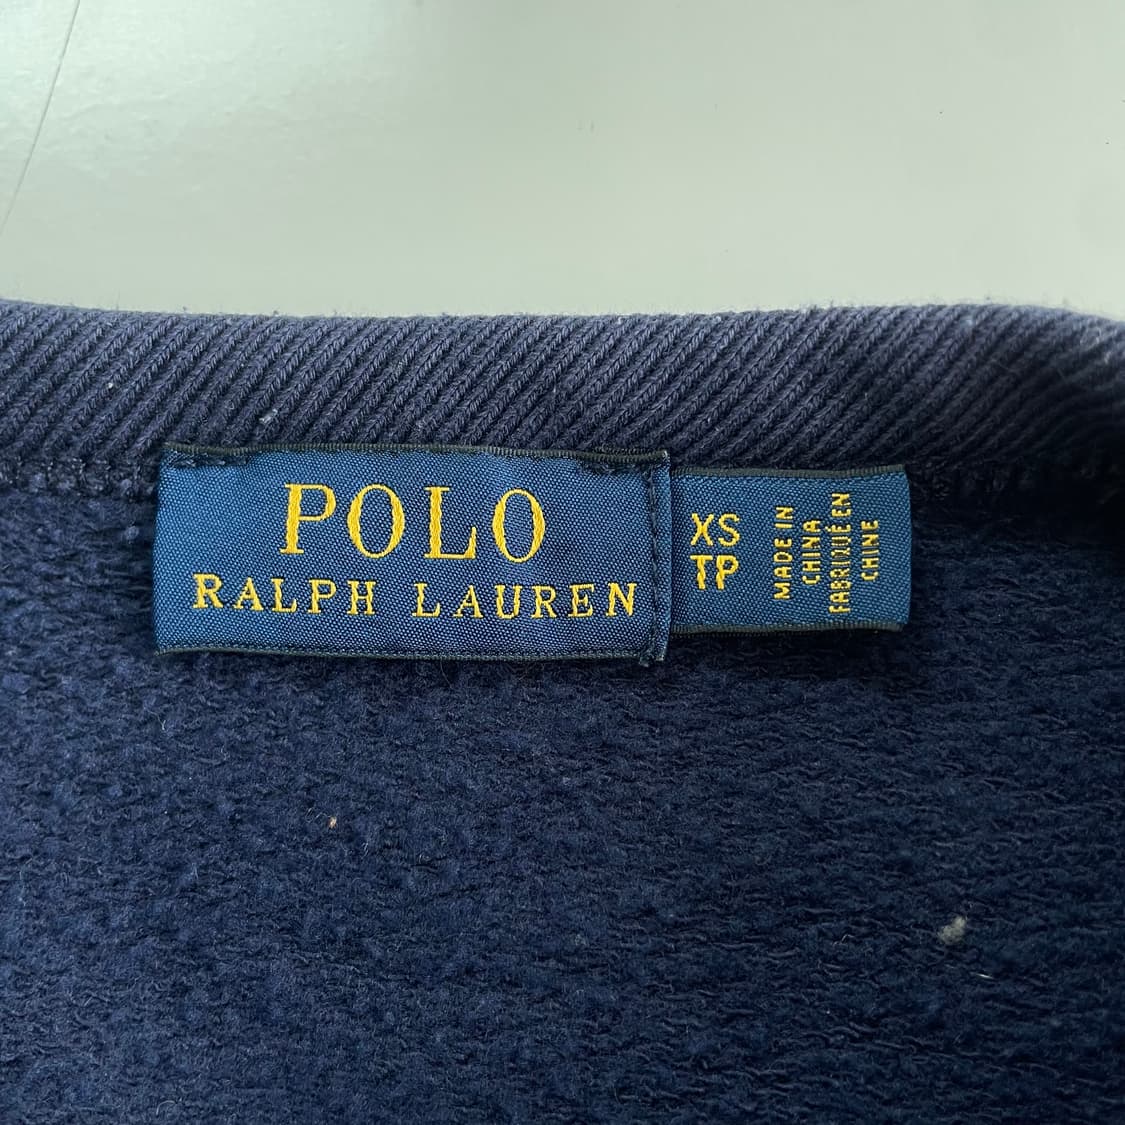 POLO
RALPH LAUREN
XS
TP
MADE IN
CHINA
FABRIQUÉ EN
CHINE